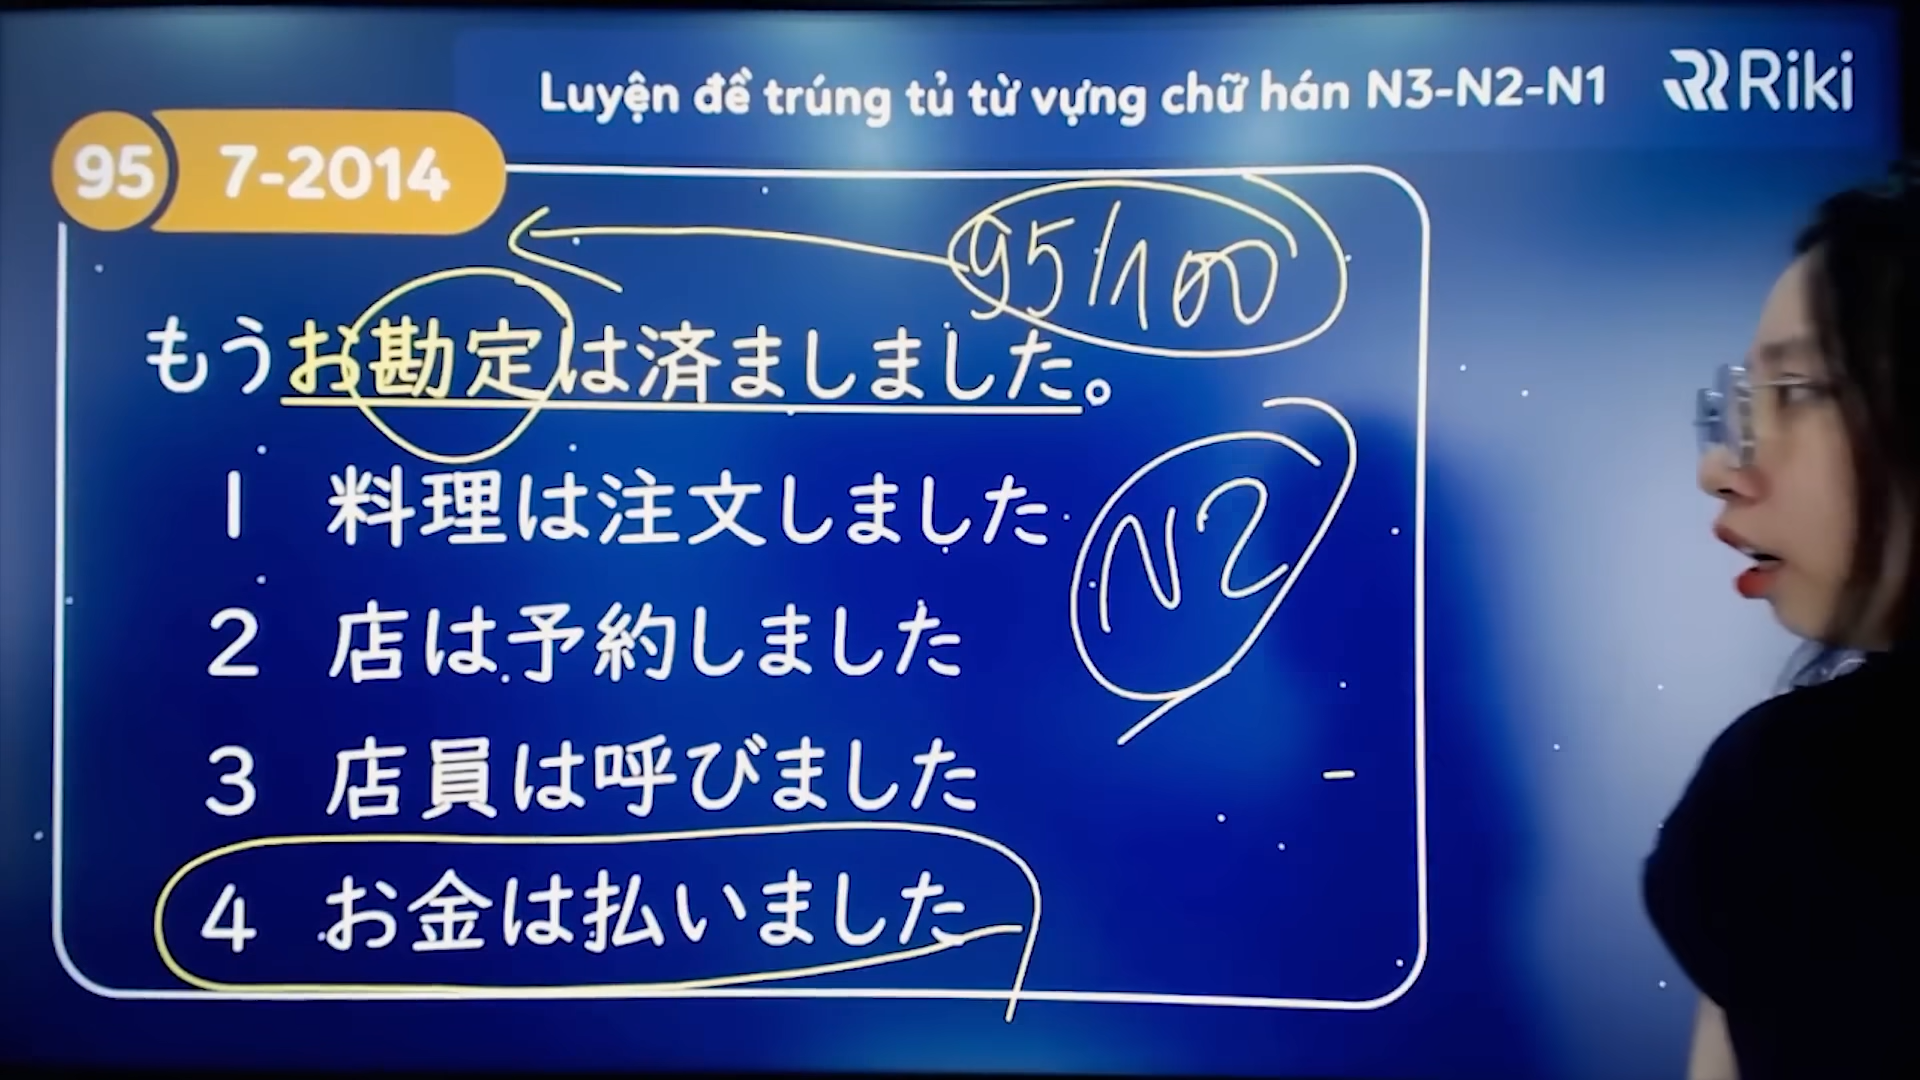 Luyện đề trúng tủ từ vựng chữ hán N3-N2-N1
Riki
95 7-2014
95/100
もうお勘定は済ましました。
1 料理は注文しました
N2
2 店は予約しました
3 店員は呼びました
4 お金は払いました